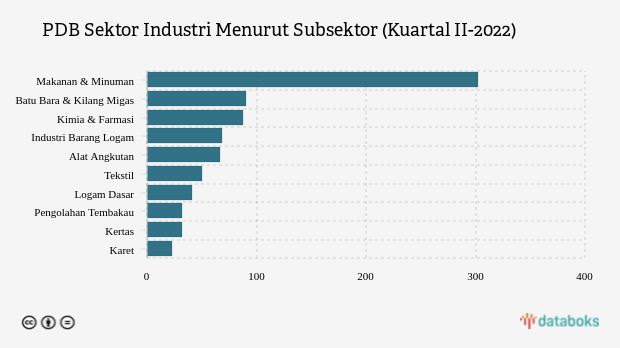 PDB Sektor Industri Menurut Subsektor (Kuartal II-2022)
Makanan & Minuman
Batu Bara & Kilang Migas
Kimia & Farmasi
Industri Barang Logam
Alat Angkutan
Tekstil
Logam Dasar
Pengolahan Tembakau
Kertas
Karet
0 100 200 300 400
cc
databoks